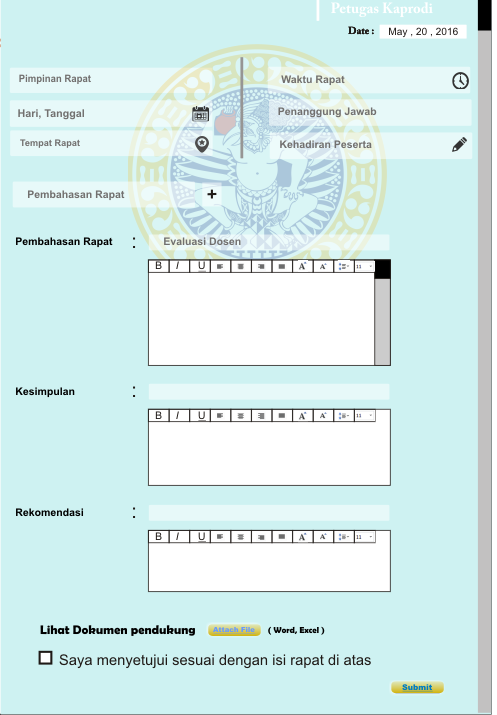 Petugas Kaprodi
Date : May , 20 , 2016
Pimpinan Rapat
Waktu Rapat
Hari, Tanggal
Penanggung Jawab
Tempat Rapat
Kehadiran Peserta
Pembahasan Rapat +
Pembahasan Rapat : Evaluasi Dosen
B I U A A 11
Kesimpulan :
B I U A A 11
Rekomendasi :
B I U A A 11
Lihat Dokumen pendukung Attach File ( Word, Excel )
Saya menyetujui sesuai dengan isi rapat di atas
Submit